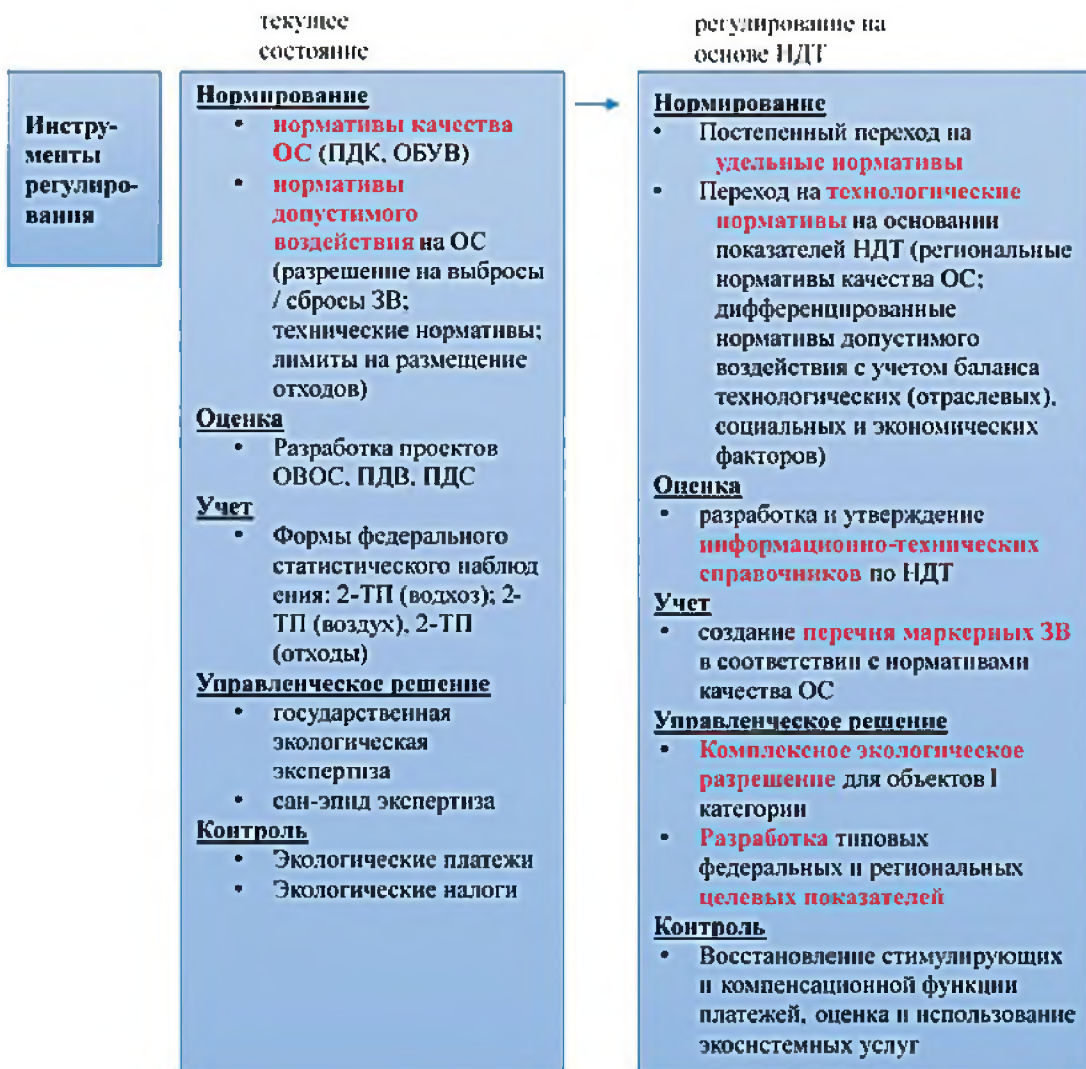 текущее
состояние
регулирование на
основе НДТ
Инстру-
менты
регулиро-
вания
Нормирование
• нормативы качества
ОС (ПДК, ОБУВ)
• нормативы
допустимого
воздействия на ОС
(разрешение на выбросы
/ сбросы ЗВ;
технические нормативы;
лимиты на размещение
отходов)
Оценка
• Разработка проектов
ОВОС, ПДВ, ПДС
Учет
• Формы федерального
статистического наблюд
ения: 2-ТП (водхоз); 2-
ТП (воздух), 2-ТП
(отходы)
Управленческое решение
• государственная
экологическая
экспертиза
• сан-эпид экспертиза
Контроль
• Экологические платежи
• Экологические налоги
Нормирование
• Постепенный переход на
удельные нормативы
• Переход на технологические
нормативы на основании
показателей НДТ (региональные
нормативы качества ОС;
дифференцированные
нормативы допустимого
воздействия с учетом баланса
технологических (отраслевых),
социальных и экономических
факторов)
Оценка
• разработка и утверждение
информационно-технических
справочников по НДТ
Учет
• создание перечня маркерных ЗВ
в соответствии с нормативами
качества ОС
Управленческое решение
• Комплексное экологическое
разрешение для объектов I
категории
• Разработка типовых
федеральных и региональных
целевых показателей
Контроль
• Восстановление стимулирующих
и компенсационной функции
платежей, оценка и использование
экосистемных услуг